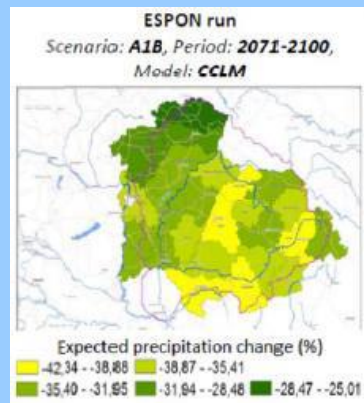 ESPON run
Scenario: A1B, Period: 2071-2100,
Model: CCLM
Expected precipitation change (%)
-42,34 - -38,88
-38,87 - -35,41
-35,40 - -31,95
-31,94 - -28,48
-28,47 - -25,01